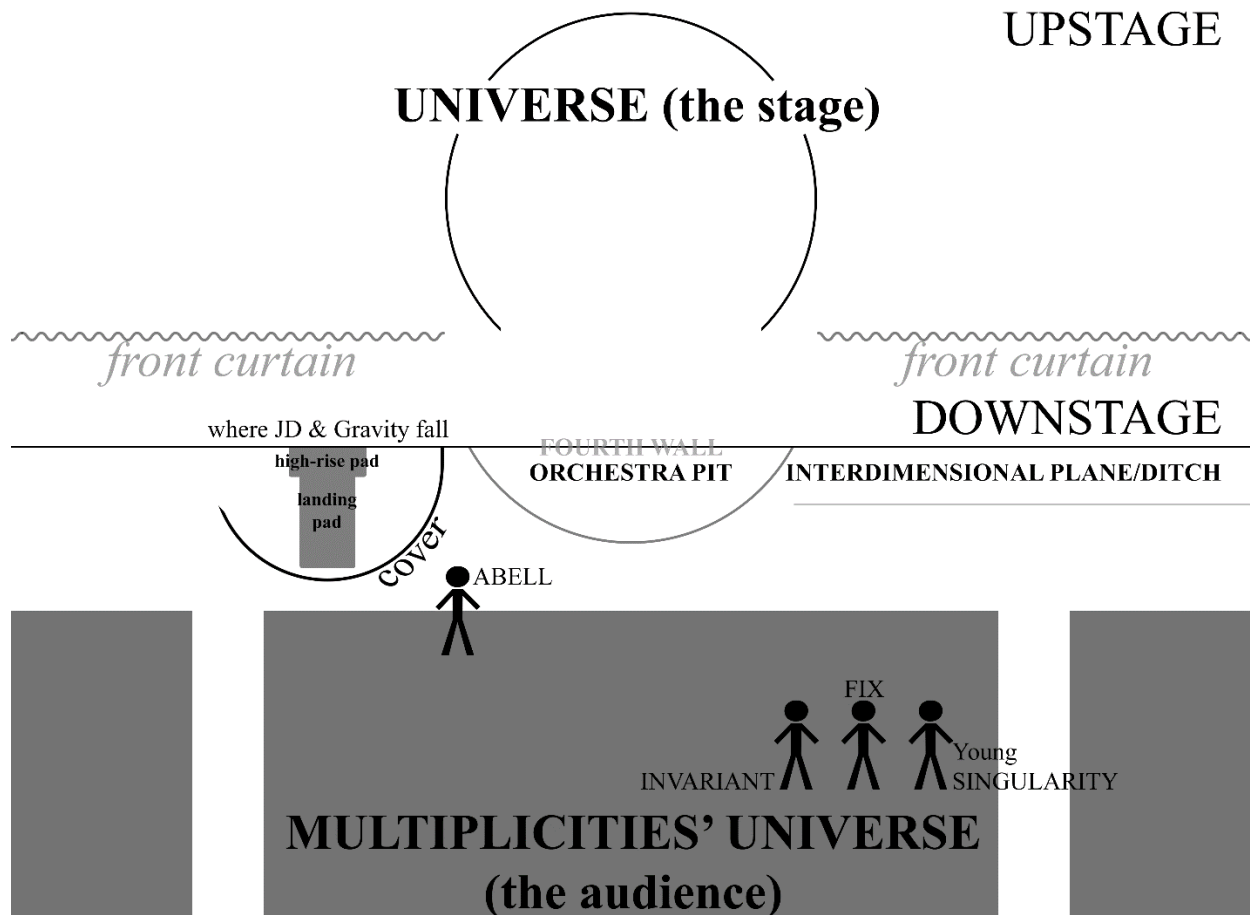 UPSTAGE
UNIVERSE (the stage)
front curtain
front curtain
DOWNSTAGE
where JD & Gravity fall
FOURTH WALL
high-rise pad
ORCHESTRA PIT
INTERDIMENSIONAL PLANE/DITCH
landing
pad
cover
ABELL
FIX
Young
INVARIANT
SINGULARITY
MULTIPLICITIES’ UNIVERSE
(the audience)